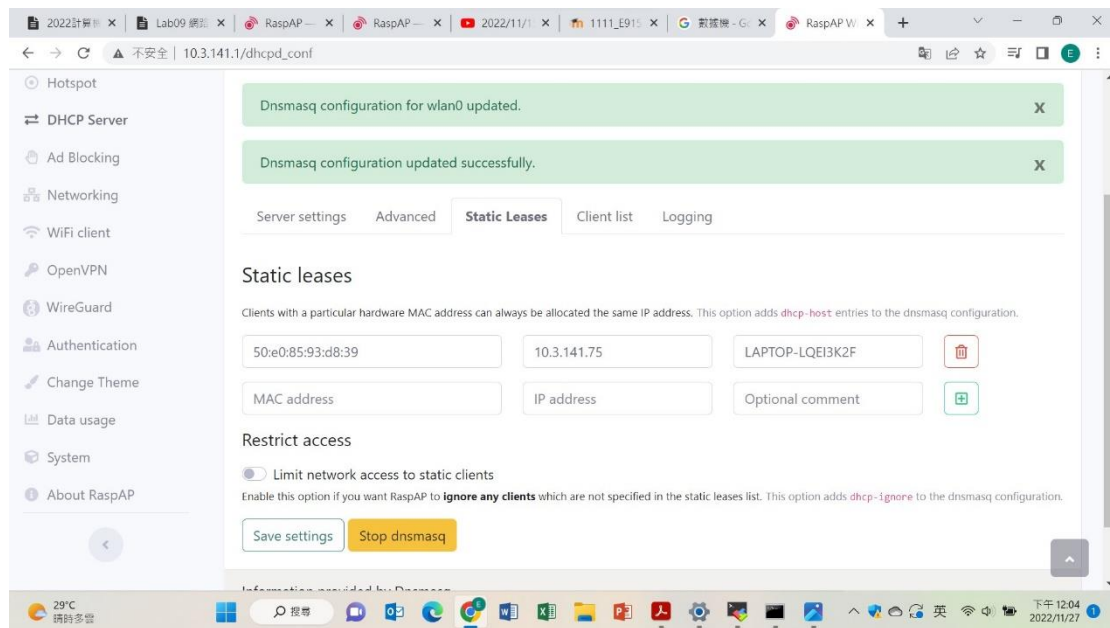 2022計算
Lab09 網
RaspAP —
RaspAP —
2022/11/1
1111_E915
數據機 - G
RaspAP W
不安全 | 10.3.141.1/dhcpd_conf
E
Hotspot
DHCP Server
Ad Blocking
Networking
WiFi client
OpenVPN
WireGuard
Authentication
Change Theme
Data usage
System
About RaspAP
Dnsmasq configuration for wlan0 updated. x
Dnsmasq configuration updated successfully. x
Server settings Advanced Static Leases Client list Logging
Static leases
Clients with a particular hardware MAC address can always be allocated the same IP address. This option adds dhcp-host entries to the dnsmasq configuration.
50:e0:85:93:d8:39 10.3.141.75 LAPTOP-LQEI3K2F
MAC address IP address Optional comment
Restrict access
Limit network access to static clients
Enable this option if you want RaspAP to ignore any clients which are not specified in the static leases list. This option adds dhcp-ignore to the dnsmasq configuration.
Save settings Stop dnsmasq
Information provided by Dnsmasq
29°C
晴時多雲
搜尋
英
下午 12:04
2022/11/27
1